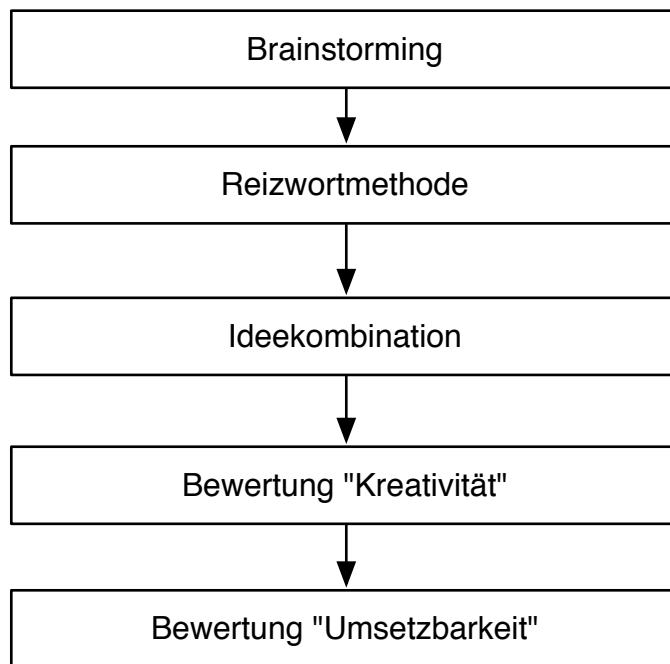 Brainstorming
Reizwortmethode
Ideekombination
Bewertung "Kreativität"
Bewertung "Umsetzbarkeit"